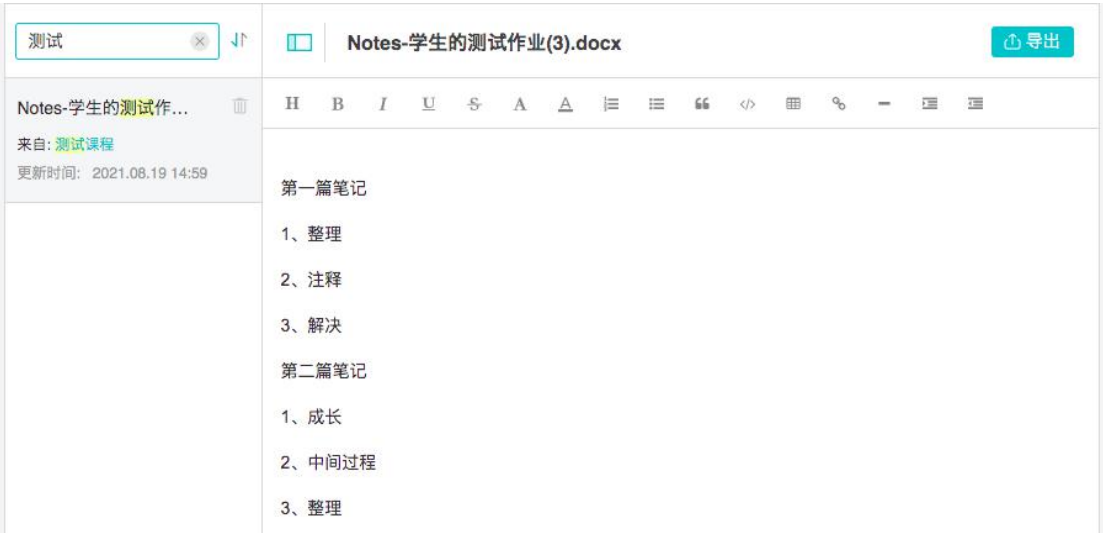 测试
Notes-学生的测试作业(3).docx
导出
Notes-学生的测试作...
来自: 测试课程
更新时间: 2021.08.19 14:59
H B I U S A A
第一篇笔记
1、整理
2、注释
3、解决
第二篇笔记
1、成长
2、中间过程
3、整理